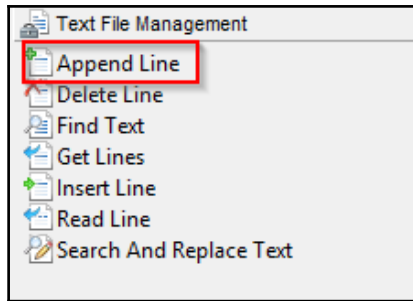 Text File Management
Append Line
Delete Line
Find Text
Get Lines
Insert Line
Read Line
Search And Replace Text